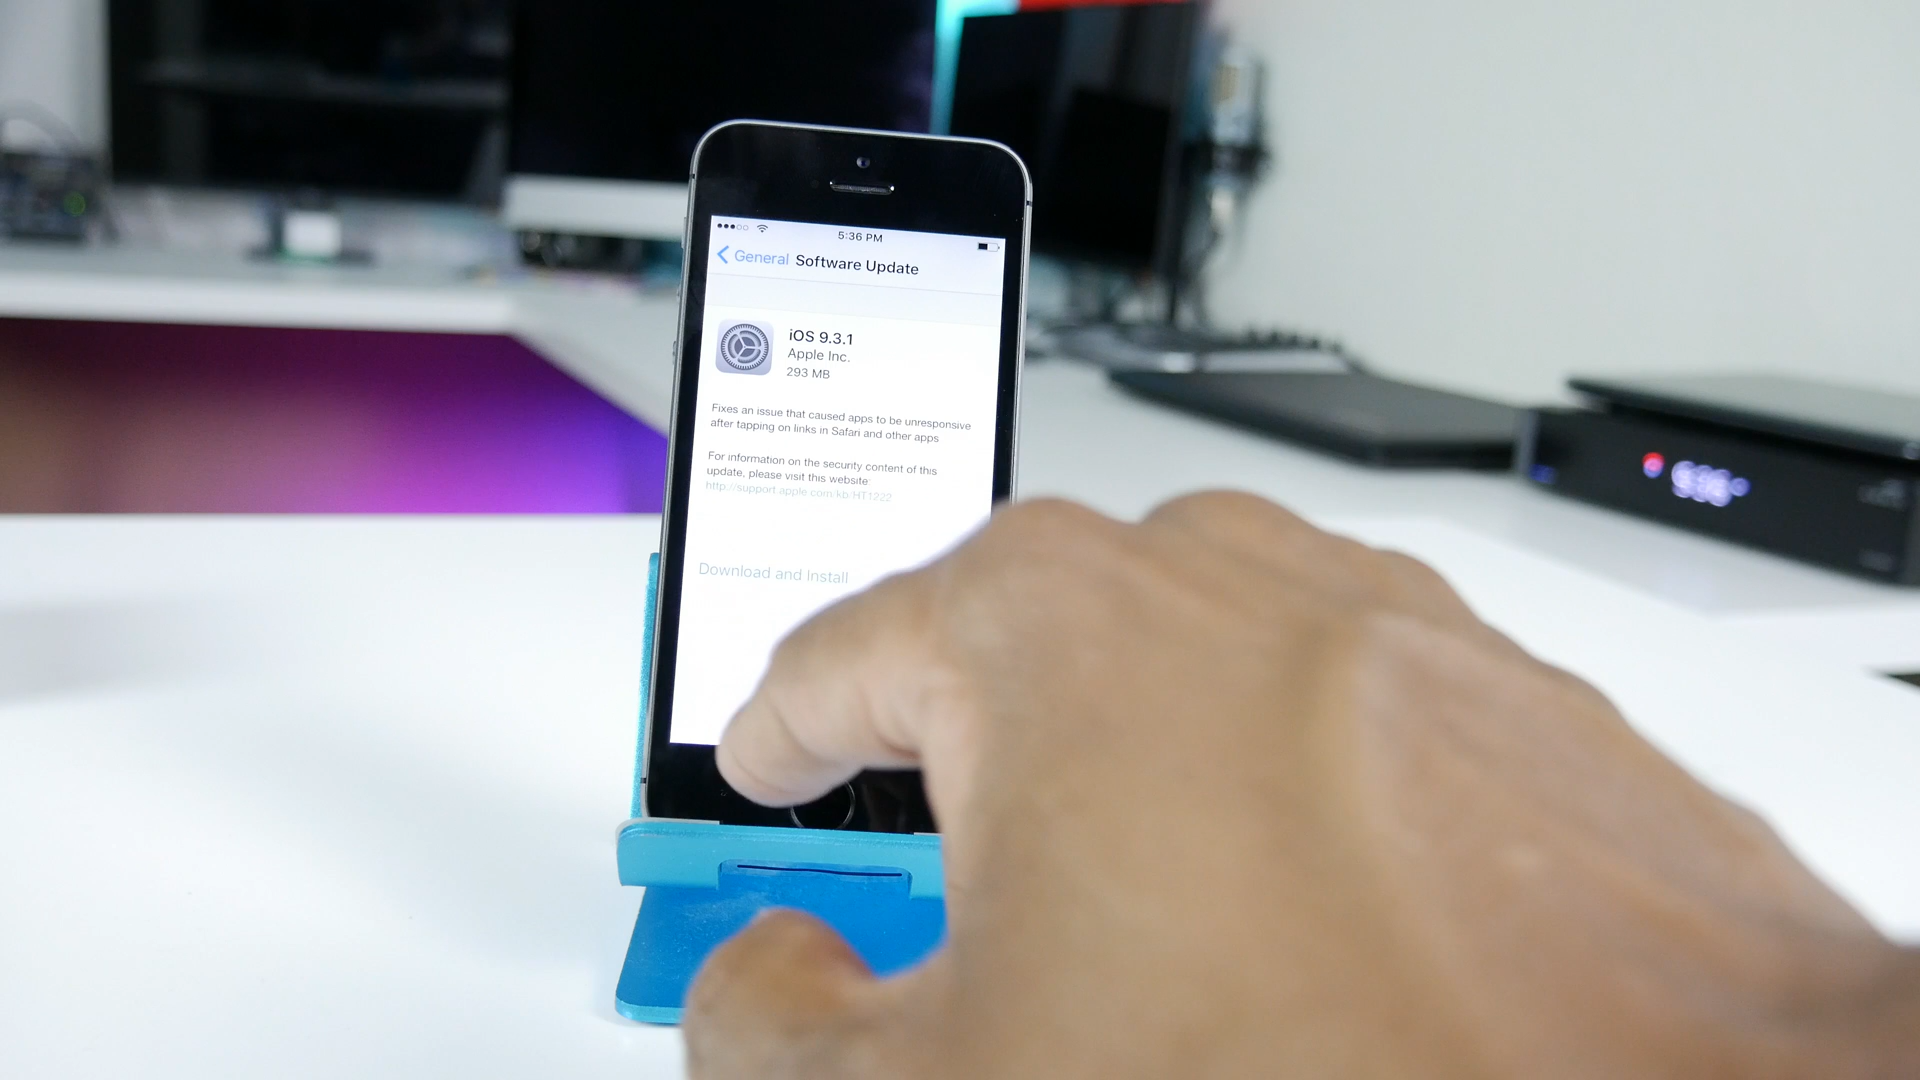 5:36 PM
General Software Update
iOS 9.3.1
Apple Inc.
293 MB
Fixes an issue that caused apps to be unresponsive
after tapping on links in Safari and other apps
For information on the security content of this
update, please visit this website:
http://support.apple.com/kb/HT1222
Download and Install